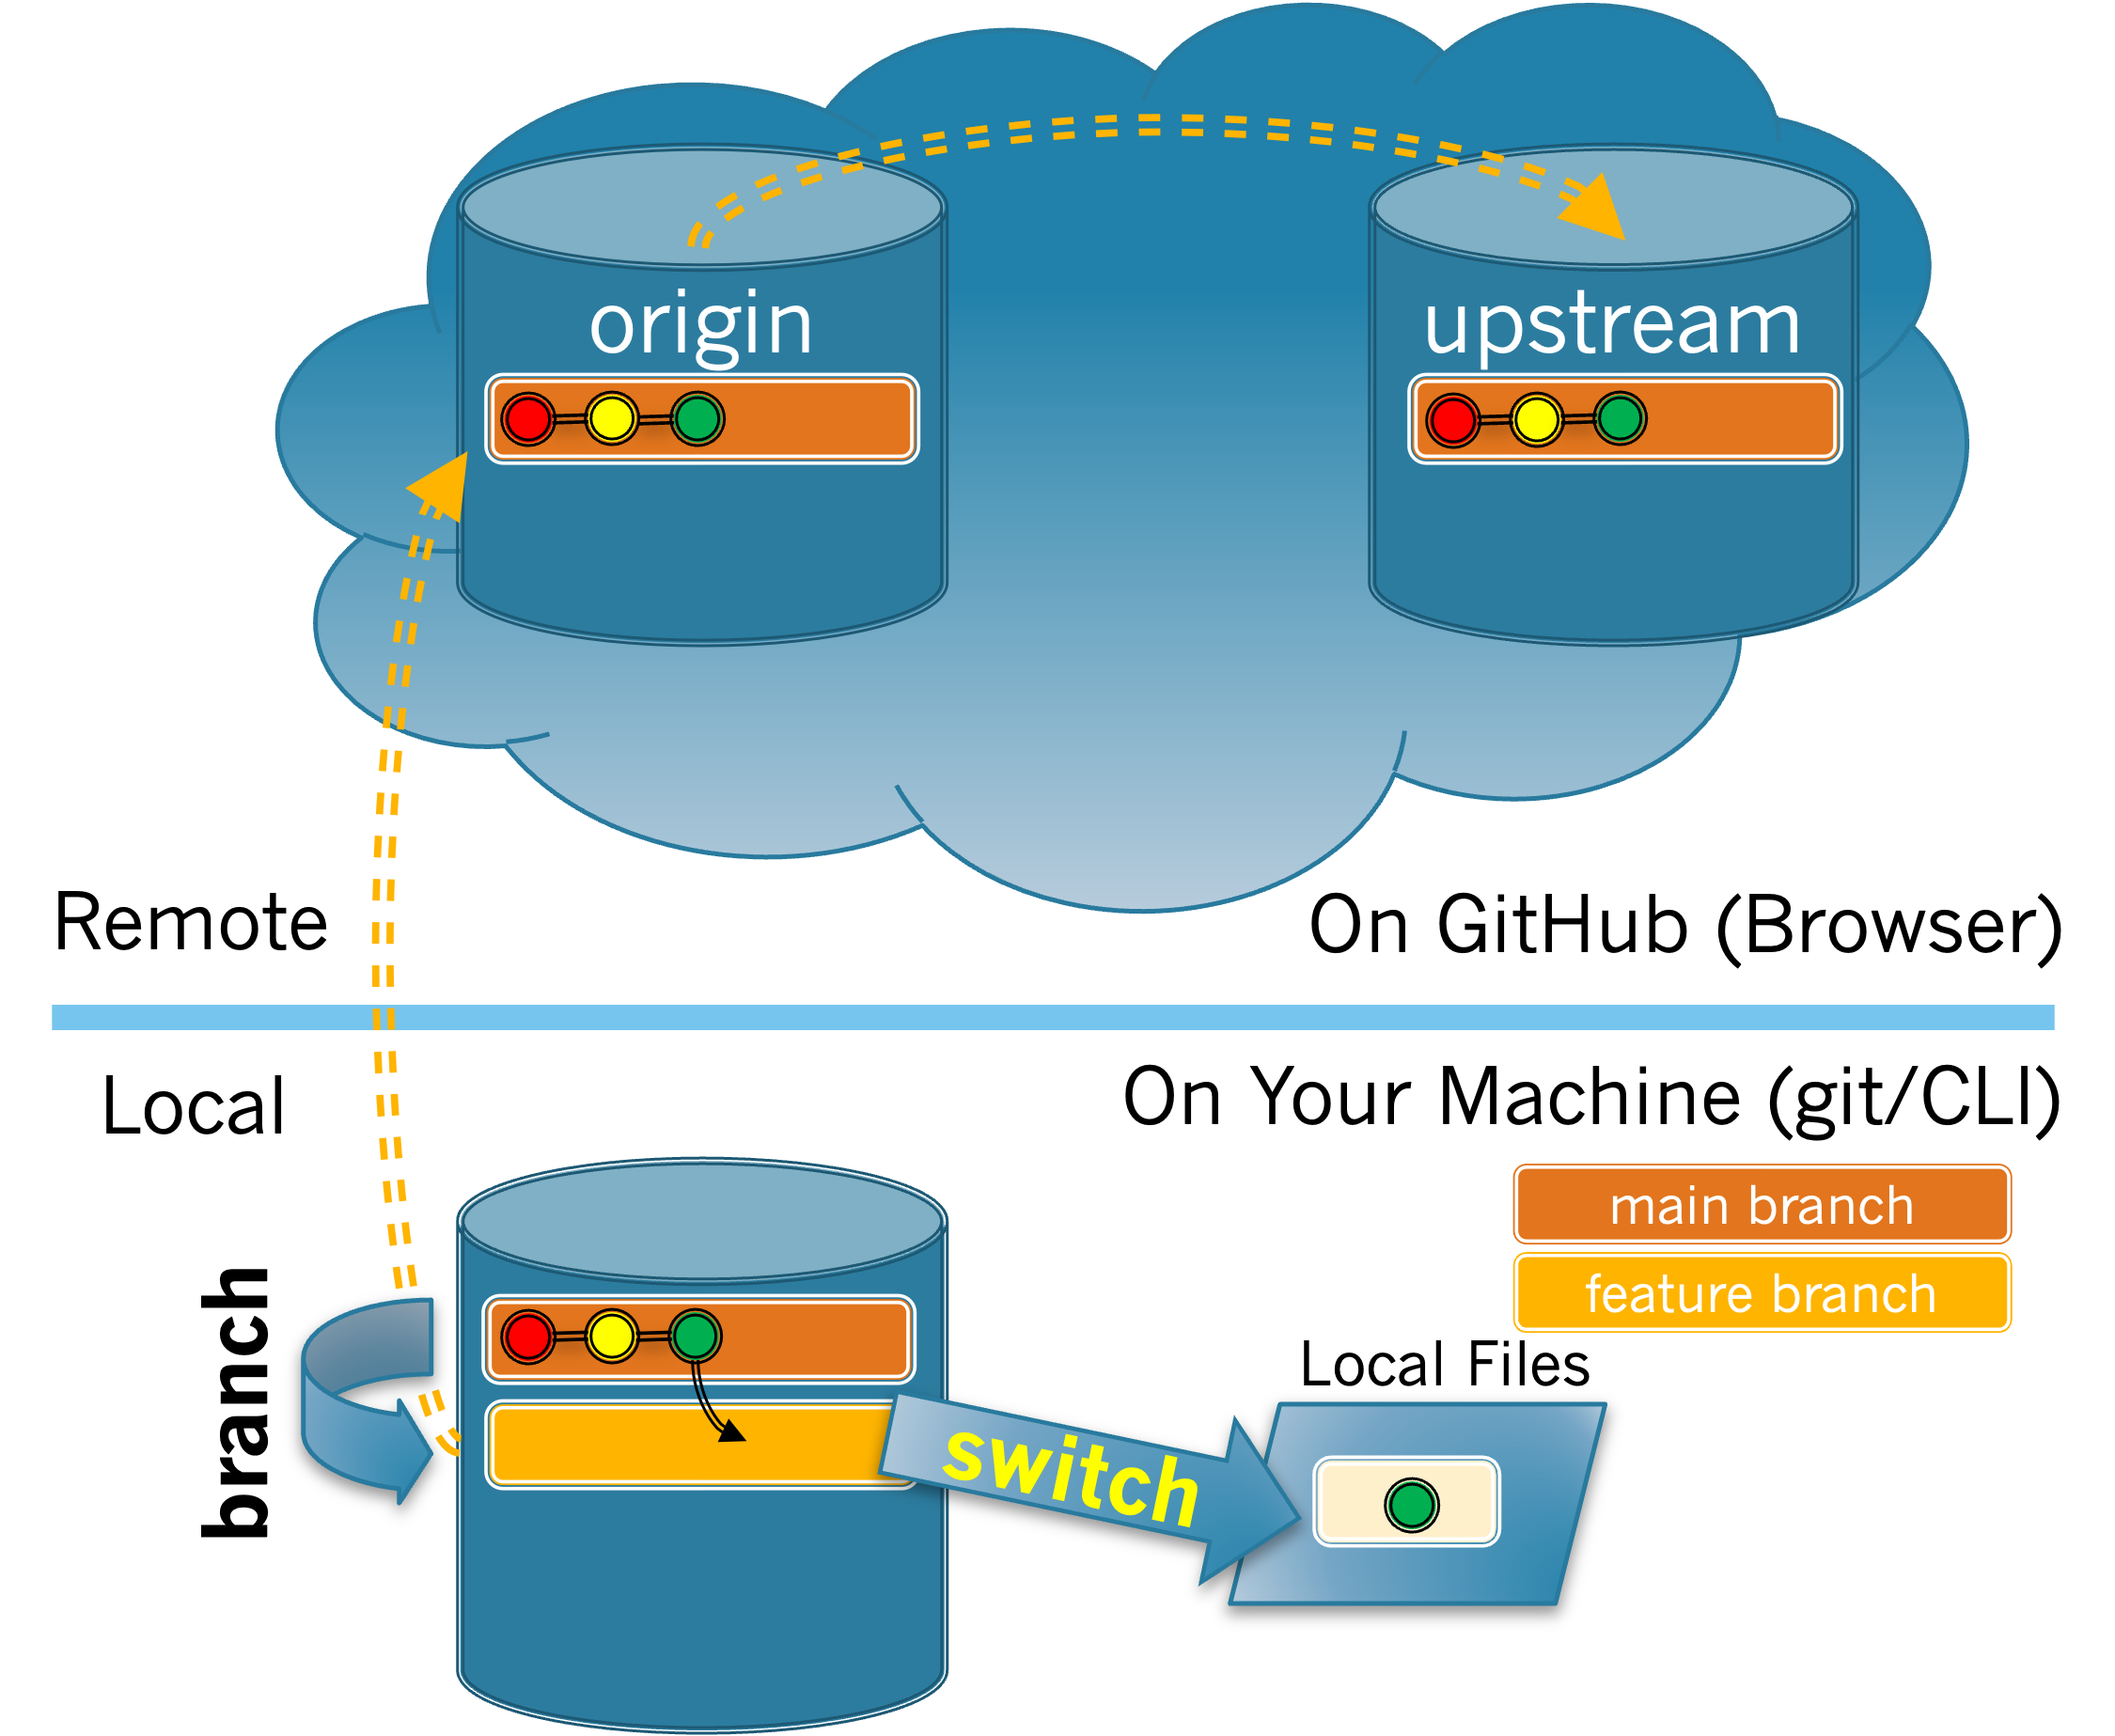 origin
upstream
Remote
On GitHub (Browser)
Local
On Your Machine (git/CLI)
main branch
feature branch
branch
Local Files
switch